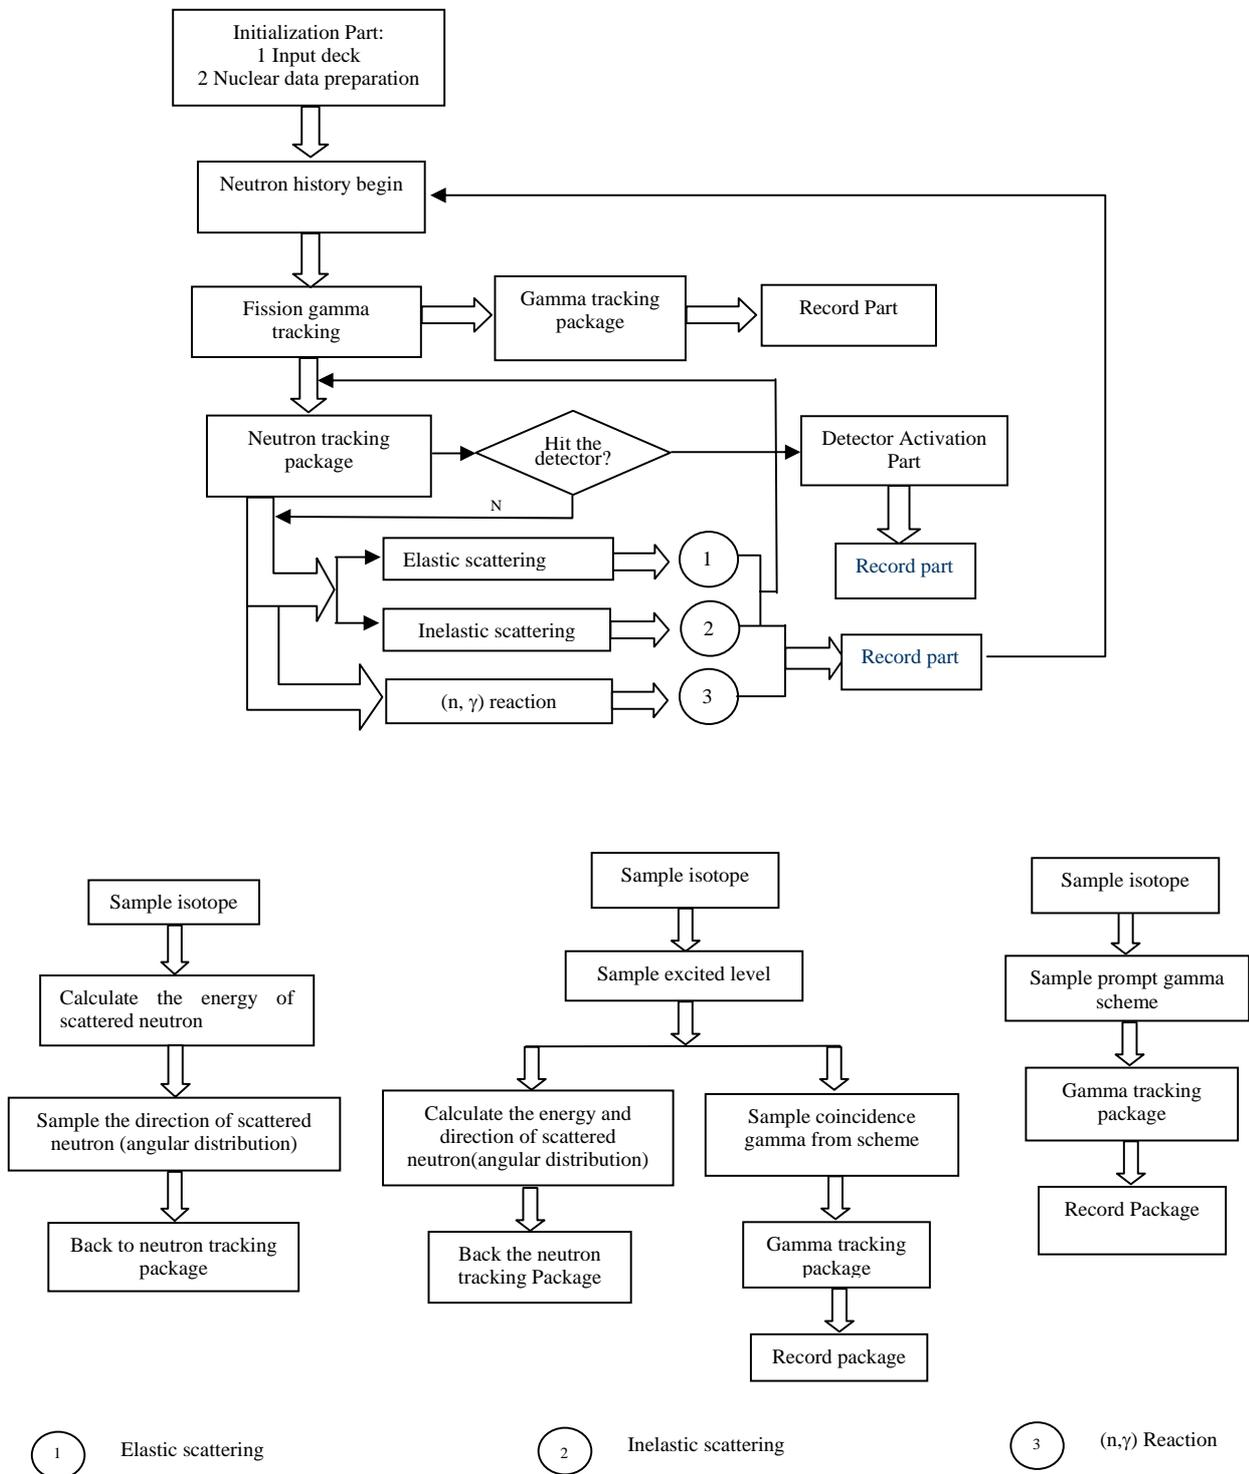 Initialization Part:
1 Input deck
2 Nuclear data preparation
Neutron history begin
Fission gamma
tracking
Gamma tracking
package
Record Part
Neutron tracking
package
Hit the
detector?
Detector Activation
Part
N
Record part
Elastic scattering
1
Inelastic scattering
2
Record part
(n, γ) reaction
3
Sample isotope
Calculate the energy of
scattered neutron
Sample the direction of scattered
neutron (angular distribution)
Back to neutron tracking
package
Sample isotope
Sample excited level
Calculate the energy and
direction of scattered
neutron(angular distribution)
Back the neutron
tracking Package
Sample coincidence
gamma from scheme
Gamma tracking
package
Record package
Sample isotope
Sample prompt gamma
scheme
Gamma tracking
package
Record Package
1 Elastic scattering
2 Inelastic scattering
3 (n,γ) Reaction